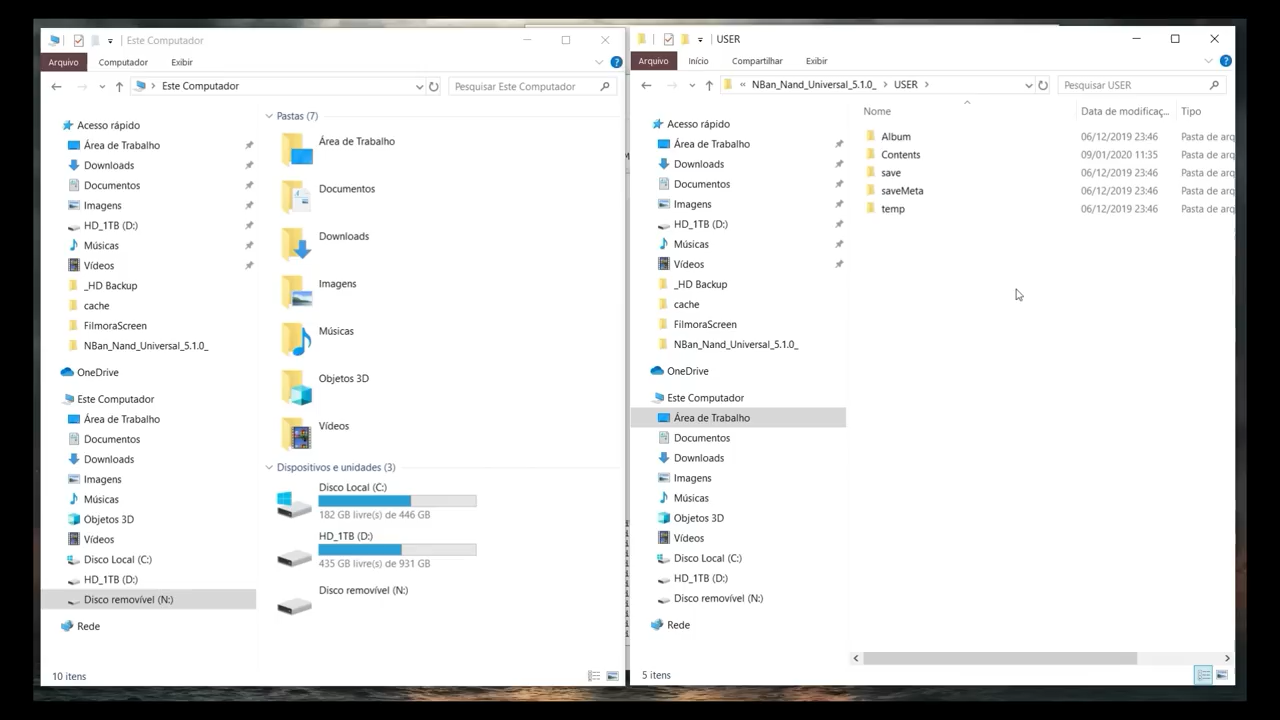 Este Computador
Arquivo
Computador
Exibir
Este Computador
Pesquisar Este Computador
Acesso rápido
Área de Trabalho
Downloads
Documentos
Imagens
HD_1TB (D:)
Músicas
Vídeos
_HD Backup
cache
FilmoraScreen
NBan_Nand_Universal_5.1.0_
OneDrive
Este Computador
Área de Trabalho
Documentos
Downloads
Imagens
Músicas
Objetos 3D
Vídeos
Disco Local (C:)
HD_1TB (D:)
Disco removível (N:)
Rede
10 itens
Pastas (7)
Área de Trabalho
Documentos
Downloads
Imagens
Músicas
Objetos 3D
Vídeos
Dispositivos e unidades (3)
Disco Local (C:)
182 GB livre(s) de 446 GB
HD_1TB (D:)
435 GB livre(s) de 931 GB
Disco removível (N:)
USER
Arquivo
Início
Compartilhar
Exibir
« NBan_Nand_Universal_5.1.0_ > USER >
Pesquisar USER
Acesso rápido
Área de Trabalho
Downloads
Documentos
Imagens
HD_1TB (D:)
Músicas
Vídeos
_HD Backup
cache
FilmoraScreen
NBan_Nand_Universal_5.1.0_
OneDrive
Este Computador
Área de Trabalho
Documentos
Downloads
Imagens
Músicas
Objetos 3D
Vídeos
Disco Local (C:)
HD_1TB (D:)
Disco removível (N:)
Rede
5 itens
Nome Data de modificaç... Tipo
Album 06/12/2019 23:46 Pasta de arq
Contents 09/01/2020 11:35 Pasta de arq
save 06/12/2019 23:46 Pasta de arq
saveMeta 06/12/2019 23:46 Pasta de arq
temp 06/12/2019 23:46 Pasta de arq